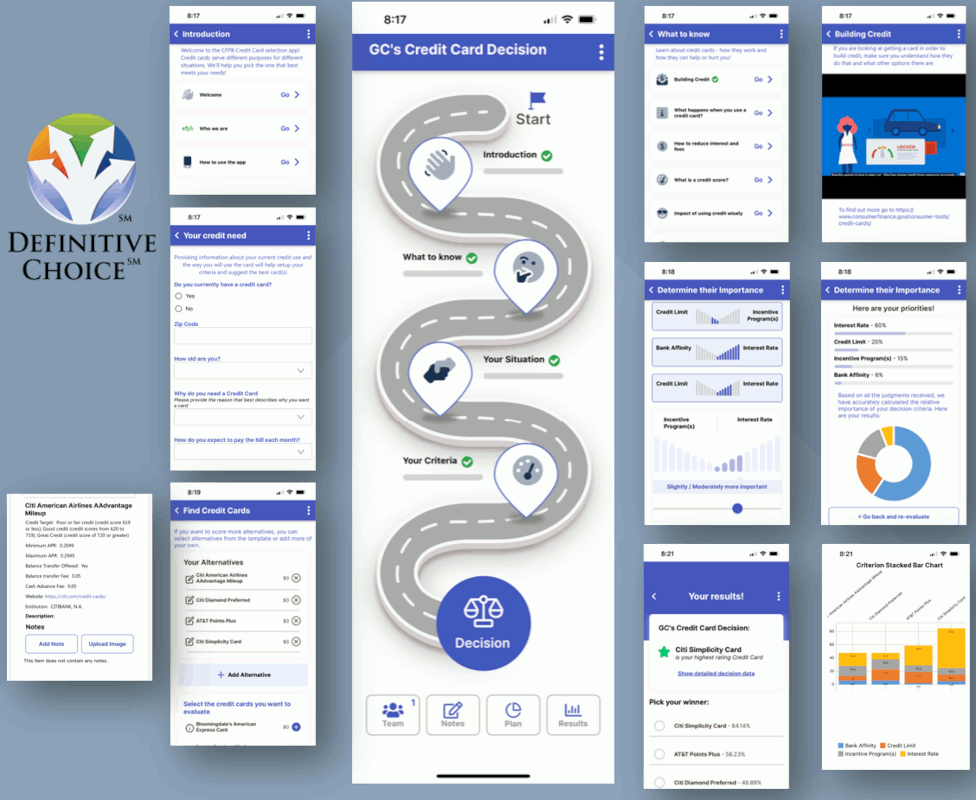 DEFINITIVE
CHOICE℠
SM
8:17
Introduction
Welcome to the CFPB Credit Card selection app!
Credit cards serve different purposes for different
situations. We'll help you pick the one that best
meets your needs!
Welcome
Go
Who we are
Go
How to use the app
Go
8:17
Your credit need
Providing information about your current credit use and
the way you will use the card will help setup your
criteria and suggest the best card(s)
Do you currently have a credit card?
Yes
No
Zip Code
How old are you?
Why do you need a Credit Card
Please provide the reason that best describes why you want
a card
How do you expect to pay the bill each month?
Citi American Airlines AAdvantage
Mileup
Credit Target: Poor or fair credit (credit score 619
or less); Good credit (credit scores from 620 to
719); Great Credit (credit score of 720 or greater)
Minimum APR: 0.2049
Maximum APR: 0.2949
Balance Transfer Offered: Yes
Balance transfer Fee: 0.05
Cash Advance Fee: 0.05
Website: https://citi.com/credit-cards/
Institution: CITIBANK, N.A.
Description:
Notes
Add Note
Upload Image
This item does not contain any notes.
8:19
Find Credit Cards
If you want to score more alternatives, you can
select alternatives from the template or add more of
your own.
Your Alternatives
Citi American Airlines
AAdvantage Mileup
$0
Citi Diamond Preferred
$0
AT&T Points Plus
$0
Citi Simplicity Card
$0
+ Add Alternative
Select the credit cards you want to
evaluate
Bloomingdale's American
Express Card
$0
8:17
GC's Credit Card Decision
Start
Introduction
What to know
Your Situation
Your Criteria
Decision
1
Team
Notes
Plan
Results
8:17
What to know
Learn about credit cards - how they work and
how they can help or hurt you!
Building Credit
Go
What happens when you use a
credit card?
Go
How to reduce interest and
fees
Go
What is a credit score?
Go
Impact of using credit wisely
Go
8:17
Building Credit
If you are looking at getting a card in order to
build credit, make sure you understand how they
do that and what other options there are
LOCKED
To find out more go to https://
www.consumerfinance.gov/consumer-tools/
credit-cards/
8:18
Determine their Importance
Credit Limit
Incentive
Program(s)
Bank Affinity
Interest Rate
Credit Limit
Interest Rate
Incentive
Program(s)
Interest Rate
Slightly / Moderately more important
8:18
Determine their Importance
Here are your priorities!
Interest Rate - 60%
Credit Limit - 20%
Incentive Program(s) - 15%
Bank Affinity - 6%
Based on all the judgments received, we
have accurately calculated the relative
importance of your decision criteria. Here
are your results:
< Go back and re-evaluate
8:21
Your results!
GC's Credit Card Decision:
Citi Simplicity Card
is your highest rating Credit Card
Show detailed decision data
Pick your winner:
Citi Simplicity Card - 84.14%
AT&T Points Plus - 58.23%
Citi Diamond Preferred - 46.89%
8:21
Criterion Stacked Bar Chart
American Airlines AAdvantage Mileup
Citi Diamond Preferred
AT&T Points Plus
Citi Simplicity Card
80
60
40
20
0
Bank Affinity
Credit Limit
Incentive Program(s)
Interest Rate